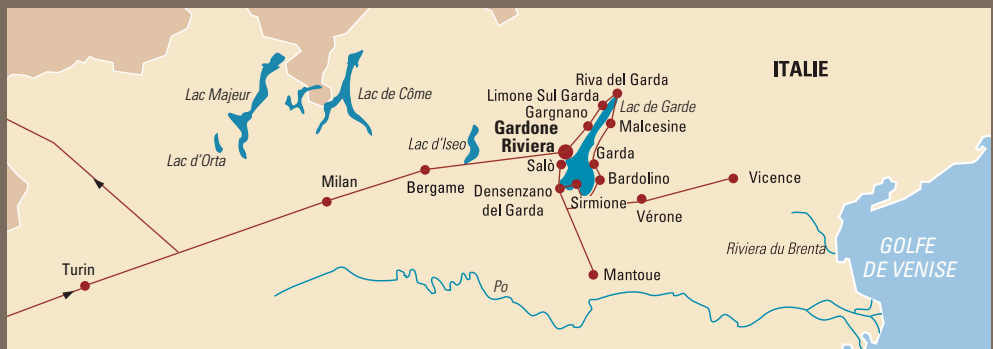 ITALIE
Riva del Garda
Lac Majeur
Lac de Côme
Limone Sul Garda
Lac de Garde
Gargnano
Gardone
Riviera
Malcesine
Lac d'Iseo
Lac d'Orta
Salò
Garda
Milan
Bergame
Densenzano
del Garda
Bardolino
Vicence
Sirmione
Vérone
Riviera du Brenta
GOLFE
DE VENISE
Turin
Mantoue
Po